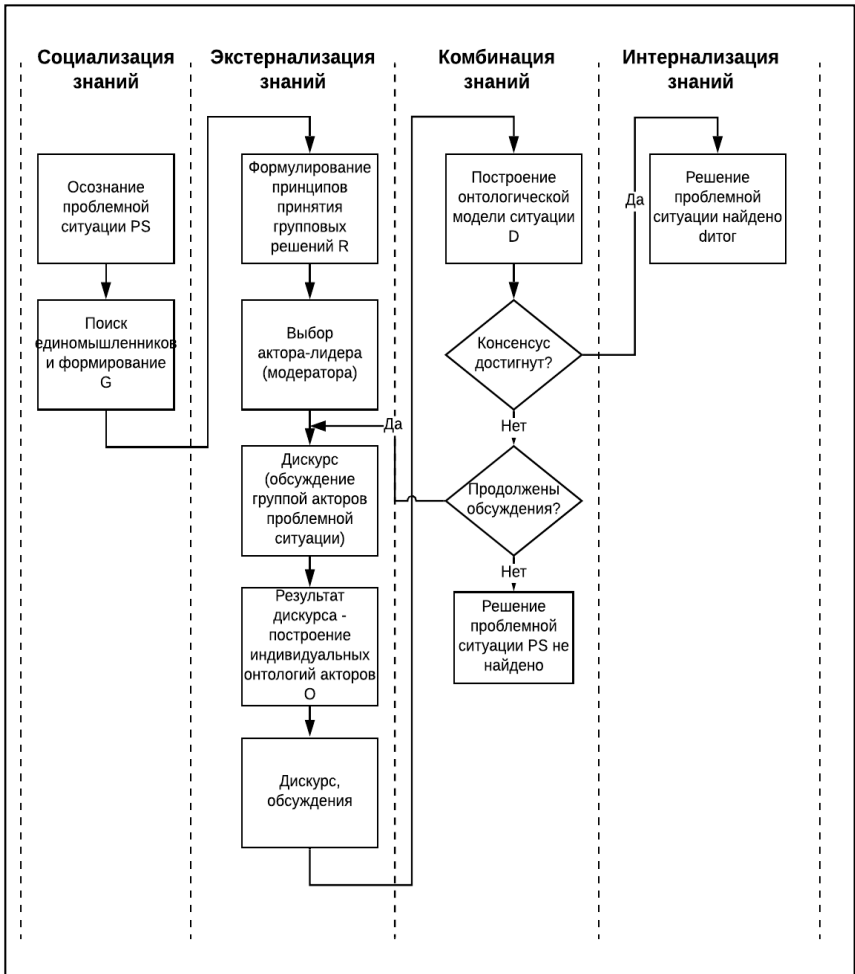 Социализация
знаний
Экстернализация
знаний
Комбинация
знаний
Интернализация
знаний
Осознание
проблемной
ситуации PS
Поиск
единомышленников
и формирование
G
Формулирование
принципов
принятия
групповых
решений R
Выбор
актора-лидера
(модератора)
Да
Дискурс
(обсуждение
группой акторов
проблемной
ситуации)
Результат
дискурса -
построение
индивидуальных
онтологий акторов
O
Дискурс,
обсуждения
Построение
онтологической
модели ситуации
D
Консенсус
достигнут?
Нет
Продолжены
обсуждения?
Нет
Решение
проблемной
ситуации PS не
найдено
Да
Решение
проблемной
ситуации найдено
dитог